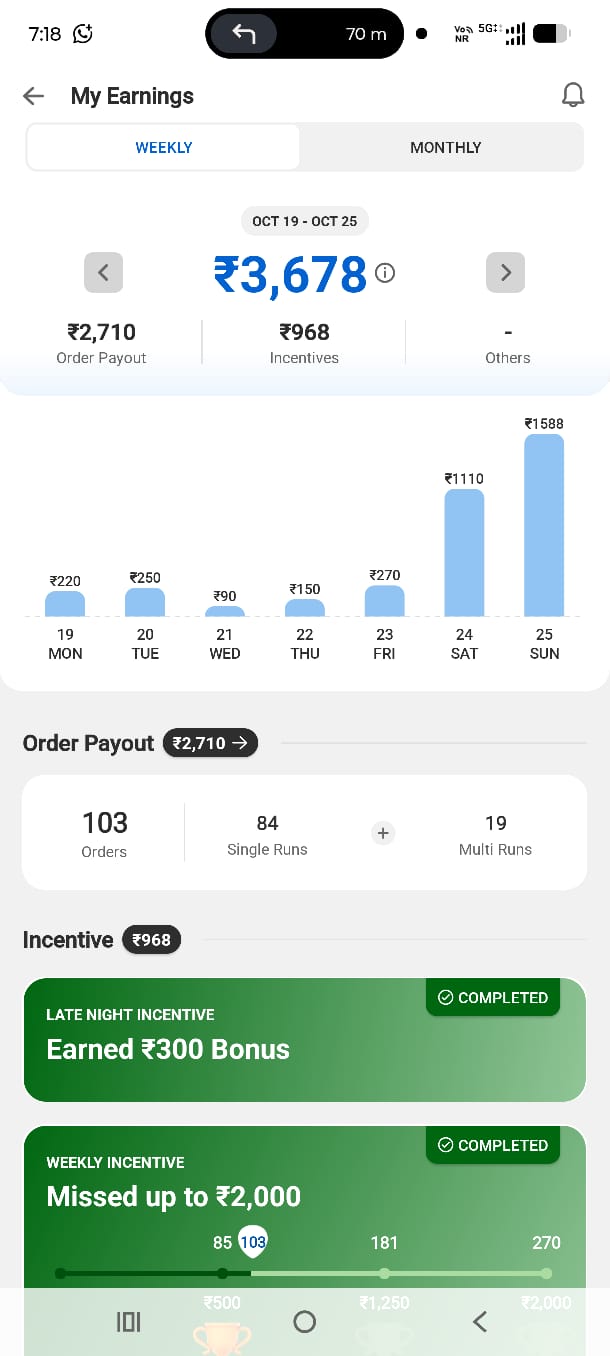 7:18
70 m
Vo NR 5G
My Earnings
WEEKLY MONTHLY
OCT 19 - OCT 25
₹3,678
₹2,710 ₹968 -
Order Payout Incentives Others
₹220 ₹250 ₹90 ₹150 ₹270 ₹1110 ₹1588
19 20 21 22 23 24 25
MON TUE WED THU FRI SAT SUN
Order Payout ₹2,710 →
103 84 + 19
Orders Single Runs Multi Runs
Incentive ₹968
COMPLETED
LATE NIGHT INCENTIVE
Earned ₹300 Bonus
COMPLETED
WEEKLY INCENTIVE
Missed up to ₹2,000
85 103 181 270
₹500 ₹1,250 ₹2,000